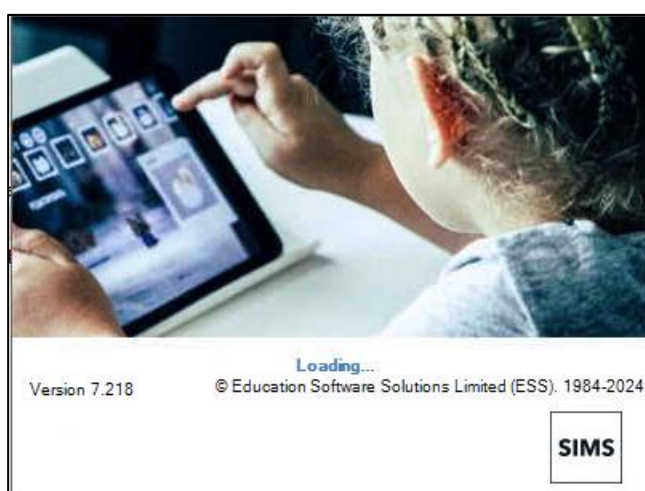 Loading...
Version 7.218
© Education Software Solutions Limited (ESS). 1984-2024
SIMS